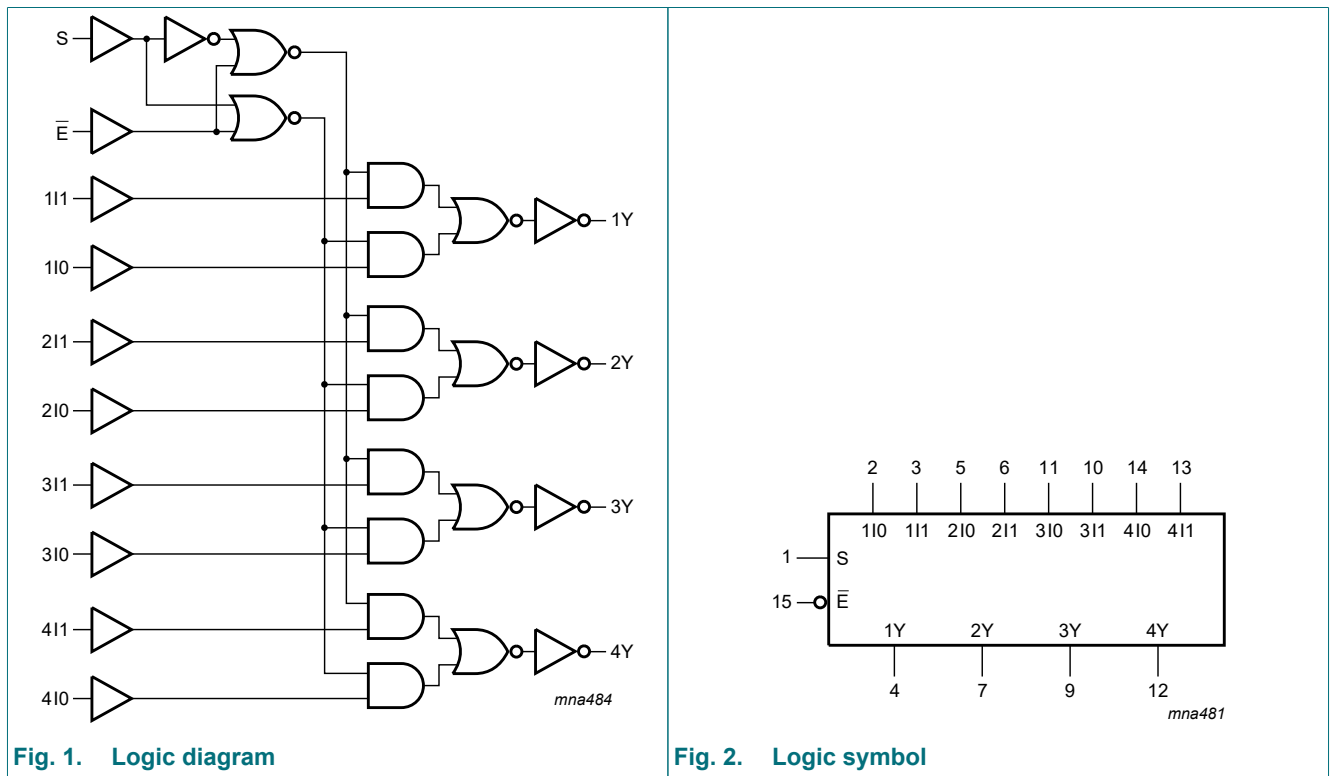 S
E̅
1I1
1I0
2I1
2I0
3I1
3I0
4I1
4I0
1Y
2Y
3Y
4Y
mna484
Fig. 1. Logic diagram
2 3 5 6 11 10 14 13
1I0 1I1 2I0 2I1 3I0 3I1 4I0 4I1
1 S
15 E̅
1Y 2Y 3Y 4Y
4 7 9 12
mna481
Fig. 2. Logic symbol